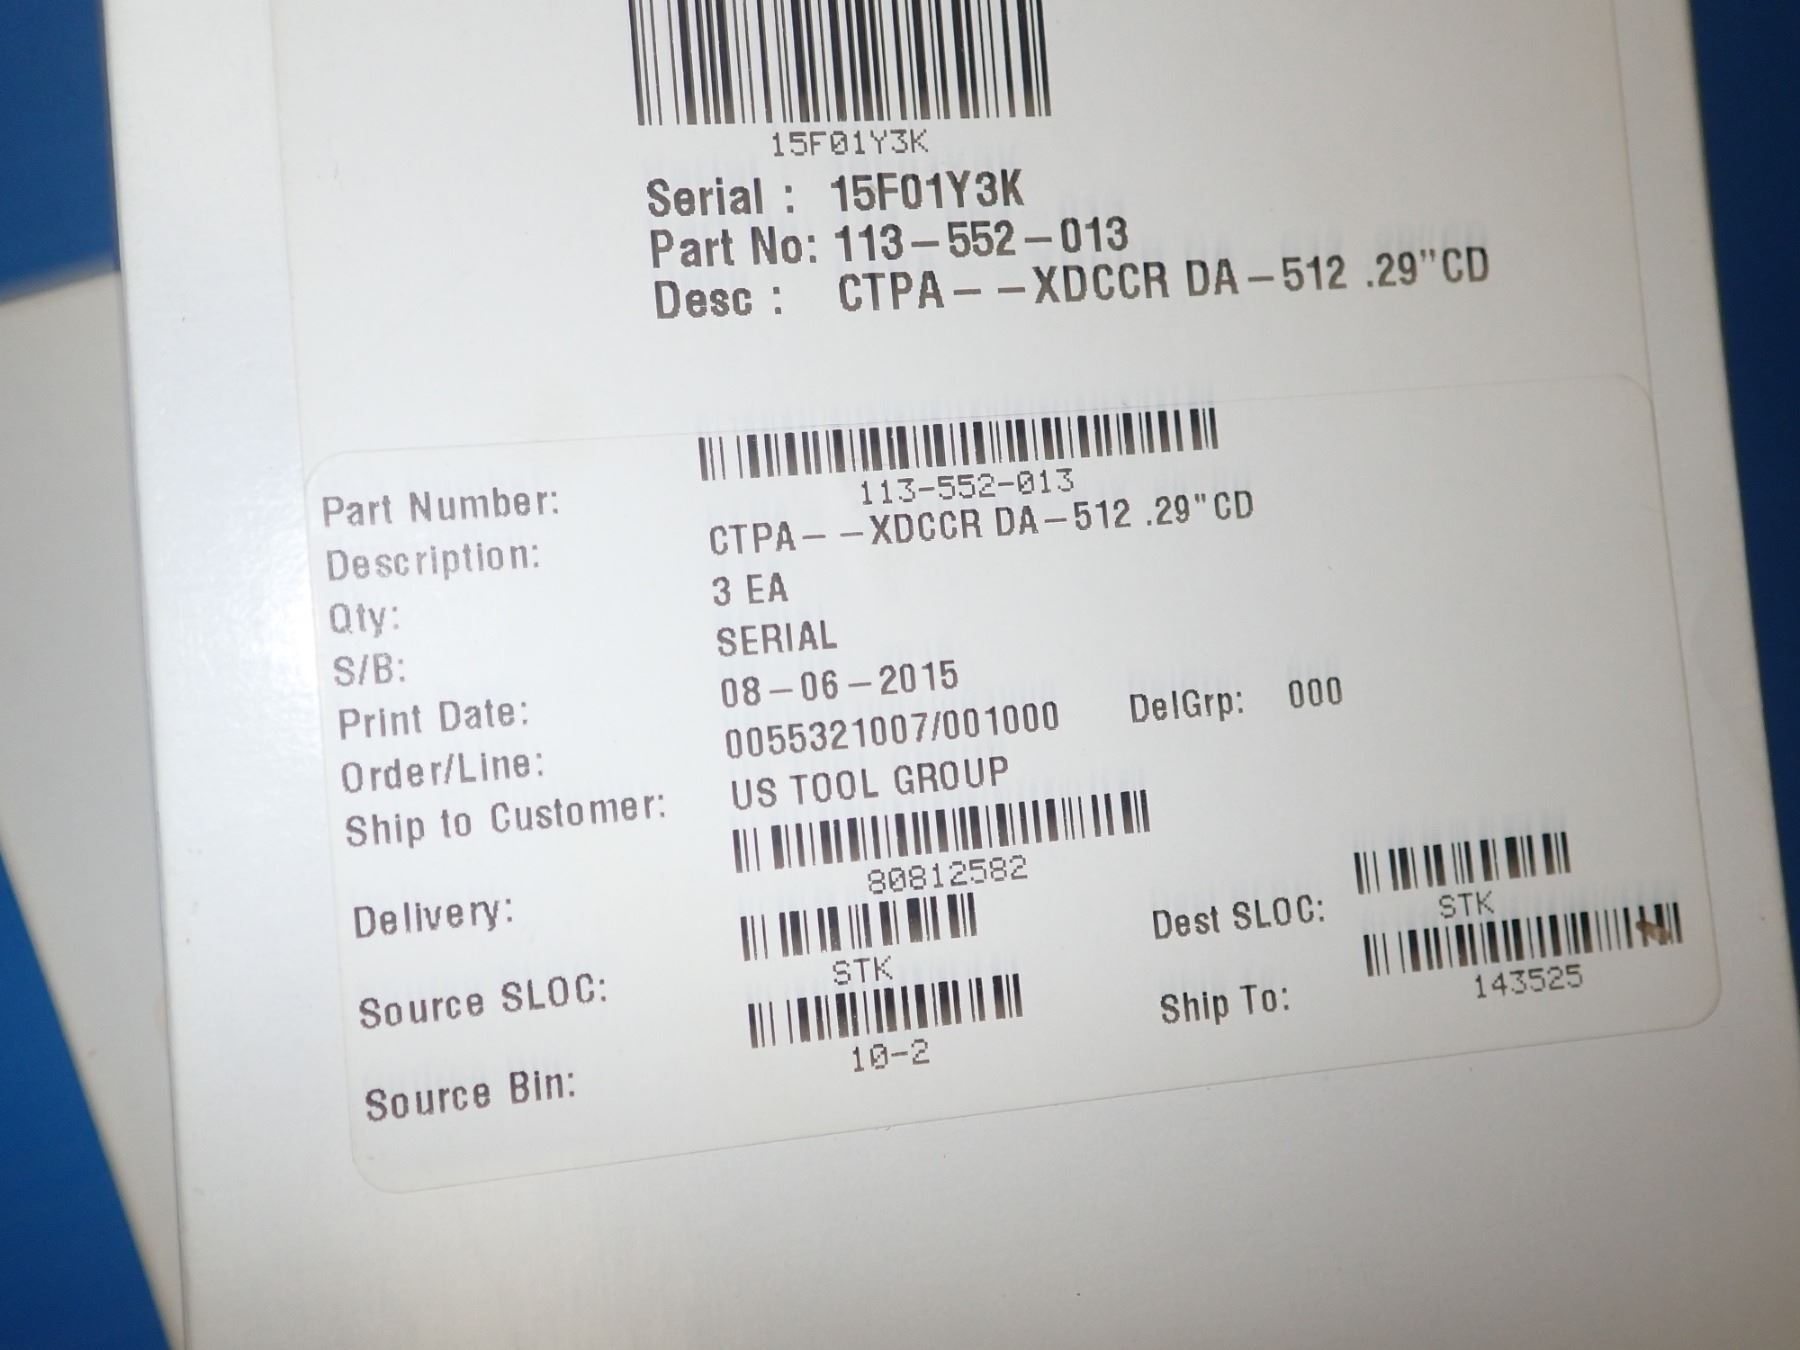 15F01Y3K
Serial : 15F01Y3K
Part No: 113-552-013
Desc : CTPA- -XDCCR DA-512 .29"CD
Part Number: 113-552-013
Description: CTPA- -XDCCR DA-512 .29"CD
Qty: 3 EA
S/B: SERIAL
Print Date: 08-06-2015
Order/Line: 0055321007/001000 DelGrp: 000
Ship to Customer: US TOOL GROUP
Delivery: 80812582
Source SLOC: STK Dest SLOC: STK
Source Bin: 10-2 Ship To: 143525